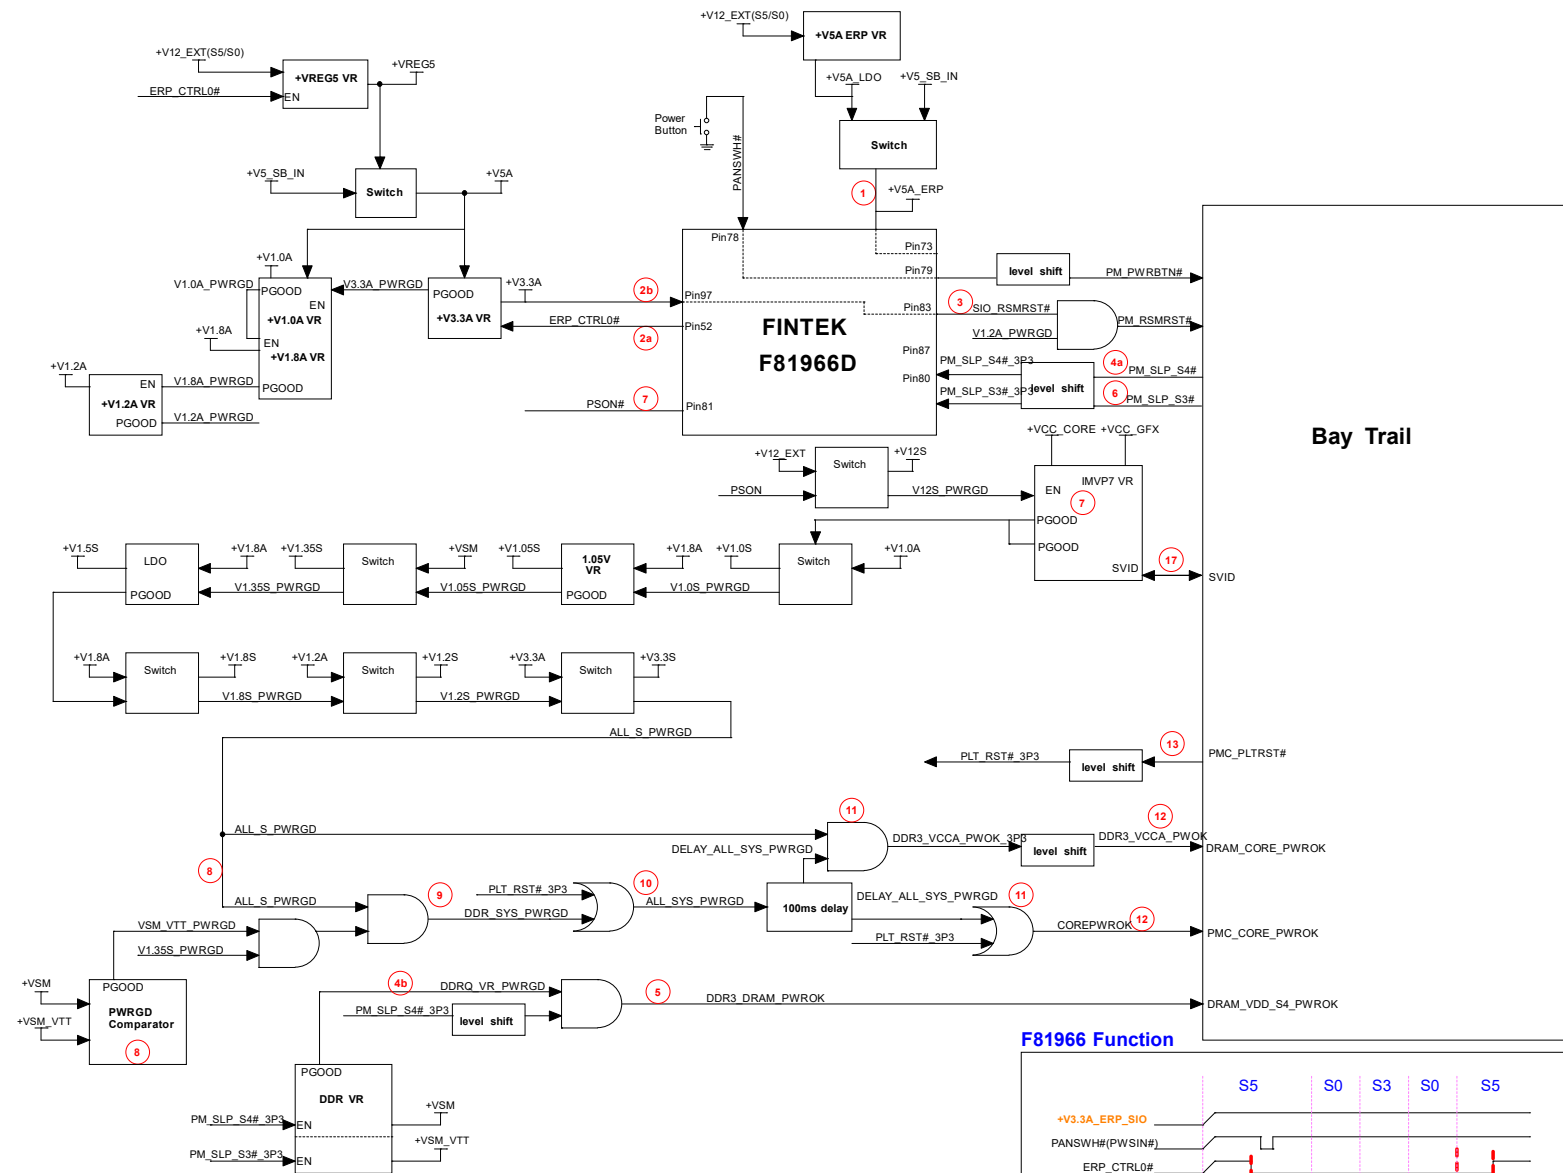 +V12_EXT(S5/S0)
+V5A ERP VR
+V12_EXT(S5/S0)
+VREG5 VR
+VREG5
ERP_CTRL0#
EN
+V5A_LDO
+V5_SB_IN
Power
Button
PANSWH#
Switch
+V5_SB_IN
Switch
+V5A
1
+V5A_ERP
Pin78
Pin73
Pin79
level shift
PM_PWRBTN#
+V1.0A
V1.0A_PWRGD
PGOOD
V3.3A_PWRGD
PGOOD
+V3.3A
2b
Pin97
Pin83
3
SIO_RSMRST#
EN
+V1.0A VR
+V3.3A VR
ERP_CTRL0#
Pin52
FINTEK
F81966D
V1.2A_PWRGD
PM_RSMRST#
+V1.8A
EN
+V1.8A VR
2a
Pin87
PM_SLP_S4#_3P3
4a
PM_SLP_S4#
+V1.2A
EN
V1.8A_PWRGD
PGOOD
Pin80
PM_SLP_S3#_3P3
level shift
6
PM_SLP_S3#
+V1.2A VR
PGOOD
V1.2A_PWRGD
PSON#
7
Pin81
Bay Trail
+VCC_CORE
+VCC_GFX
+V12_EXT
Switch
+V12S
PSON
V12S_PWRGD
IMVP7 VR
EN
7
PGOOD
PGOOD
SVID
17
SVID
+V1.5S
LDO
+V1.8A
PGOOD
+V1.35S
Switch
+VSM
V1.35S_PWRGD
+V1.05S
1.05V
VR
+V1.8A
V1.05S_PWRGD
PGOOD
+V1.0S
Switch
+V1.0A
V1.0S_PWRGD
+V1.8A
Switch
+V1.8S
+V1.2A
Switch
+V1.2S
+V3.3A
Switch
+V3.3S
V1.8S_PWRGD
V1.2S_PWRGD
ALL_S_PWRGD
PLT_RST#_3P3
level shift
13
PMC_PLTRST#
ALL_S_PWRGD
11
DDR3_VCCA_PWOK_3P3
level shift
12
DDR3_VCCA_PWOK
DRAM_CORE_PWROK
DELAY_ALL_SYS_PWRGD
8
ALL_S_PWRGD
9
PLT_RST#_3P3
10
ALL_SYS_PWRGD
100ms delay
DELAY_ALL_SYS_PWRGD
11
VSM_VTT_PWRGD
DDR_SYS_PWRGD
COREPWROK
12
PMC_CORE_PWROK
V1.35S_PWRGD
PLT_RST#_3P3
+VSM
PGOOD
PWRGD
Comparator
+VSM_VTT
8
4b
DDRQ_VR_PWRGD
5
DDR3_DRAM_PWROK
DRAM_VDD_S4_PWROK
PM_SLP_S4#_3P3
level shift
PGOOD
DDR VR
PM_SLP_S4#_3P3
EN
+VSM
+VSM_VTT
PM_SLP_S3#_3P3
EN
F81966 Function
S5
S0
S3
S0
S5
+V3.3A_ERP_SIO
PANSWH#(PWSIN#)
ERP_CTRL0#